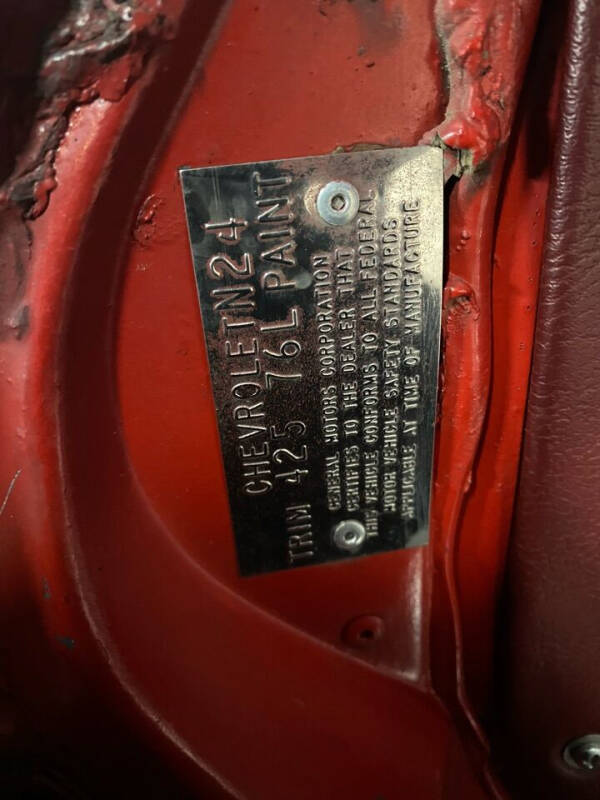 CHEVROLET N24
TRIM 425 76L PAINT
GENERAL MOTORS CORPORATION
CERTIFIES TO THE DEALER THAT
THIS VEHICLE CONFORMS TO ALL FEDERAL
MOTOR VEHICLE SAFETY STANDARDS
APPLICABLE AT TIME OF MANUFACTURE